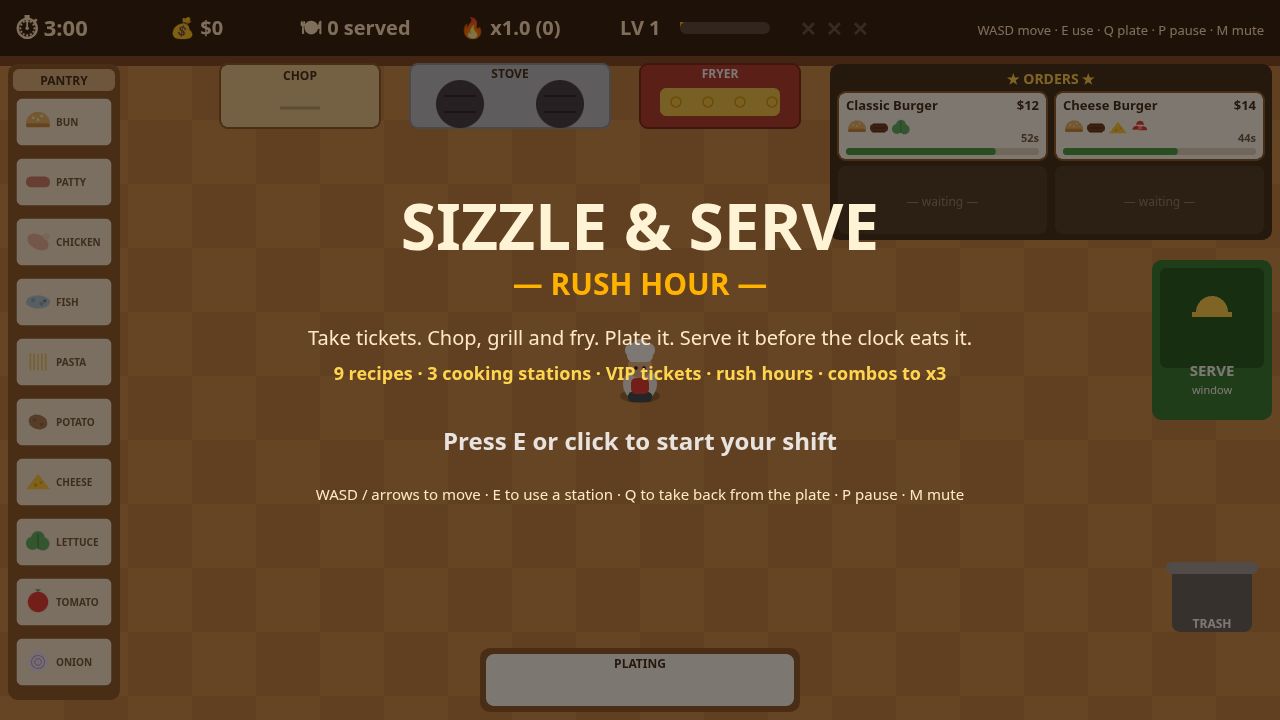 3:00
$0
0 served
x1.0 (0)
LV 1
WASD move · E use · Q plate · P pause · M mute
PANTRY
BUN
PATTY
CHICKEN
FISH
PASTA
POTATO
CHEESE
LETTUCE
TOMATO
ONION
CHOP
STOVE
FRYER
★ ORDERS ★
Classic Burger $12
52s
Cheese Burger $14
44s
— waiting —
— waiting —
SIZZLE & SERVE
— RUSH HOUR —
Take tickets. Chop, grill and fry. Plate it. Serve it before the clock eats it.
9 recipes · 3 cooking stations · VIP tickets · rush hours · combos to x3
Press E or click to start your shift
WASD / arrows to move · E to use a station · Q to take back from the plate · P pause · M mute
SERVE
window
TRASH
PLATING